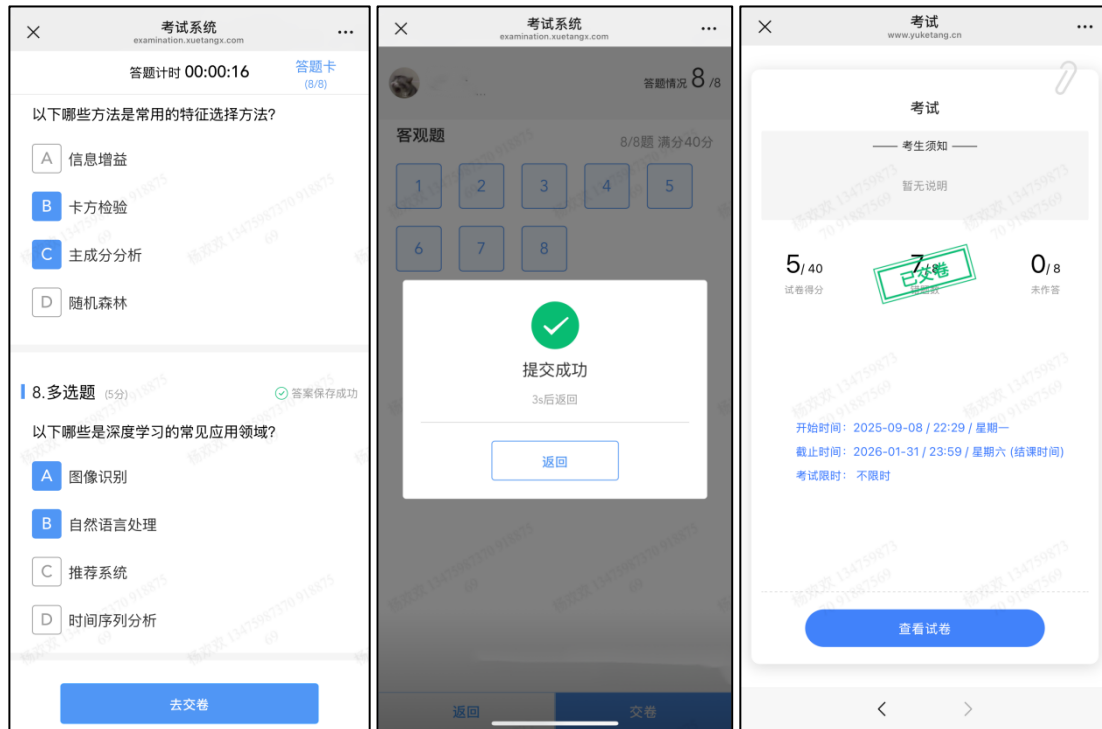 考试系统
examination.xuetangx.com
答题计时 00:00:16
答题卡
(8/8)
以下哪些方法是常用的特征选择方法?
A 信息增益
B 卡方检验
C 主成分分析
D 随机森林
8.多选题 (5分)
答案保存成功
以下哪些是深度学习的常见应用领域?
A 图像识别
B 自然语言处理
C 推荐系统
D 时间序列分析
去交卷
考试系统
examination.xuetangx.com
...
答题情况 8 /8
客观题
8/8题 满分40分
1 2 3 4 5
6 7 8
提交成功
3s后返回
返回
返回 交卷
考试
www.yuketang.cn
考试
考生须知
暂无说明
5/ 40
试卷得分
7/ 8
错题数
已交卷
0/ 8
未作答
开始时间: 2025-09-08 / 22:29 / 星期一
截止时间: 2026-01-31 / 23:59 / 星期六 (结课时间)
考试限时: 不限时
查看试卷